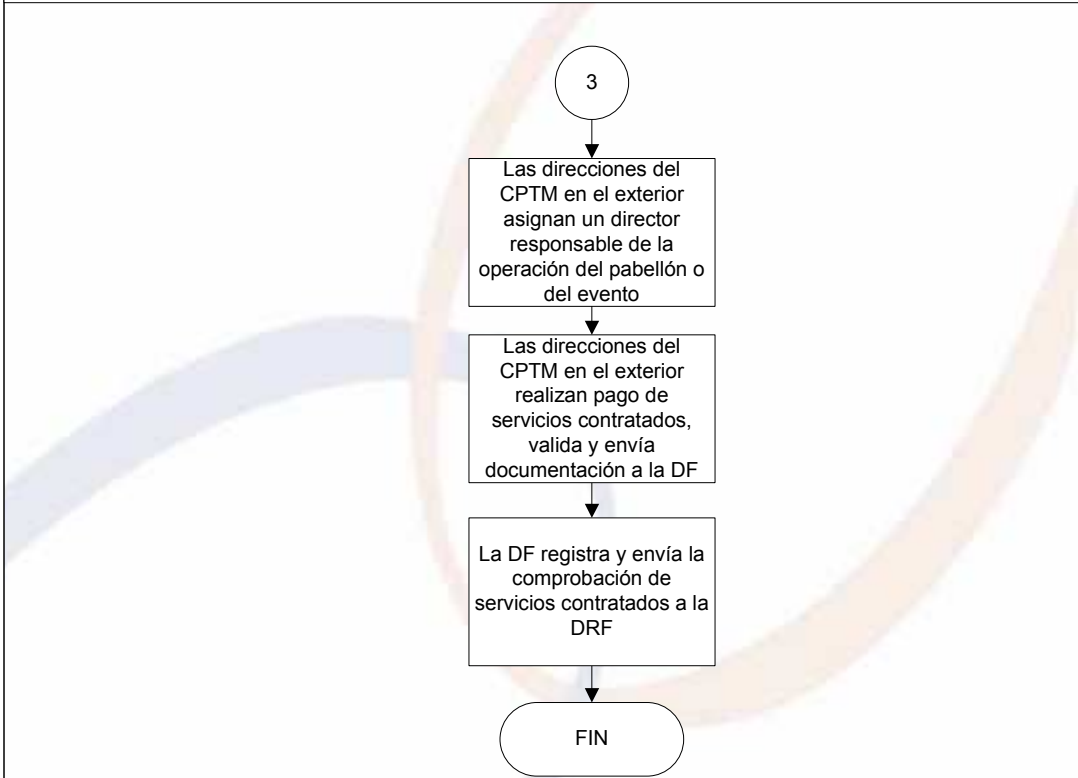 3
Las direcciones del
CPTM en el exterior
asignan un director
responsable de la
operación del pabellón o
del evento
Las direcciones del
CPTM en el exterior
realizan pago de
servicios contratados,
valida y envía
documentación a la DF
La DF registra y envía la
comprobación de
servicios contratados a la
DRF
FIN